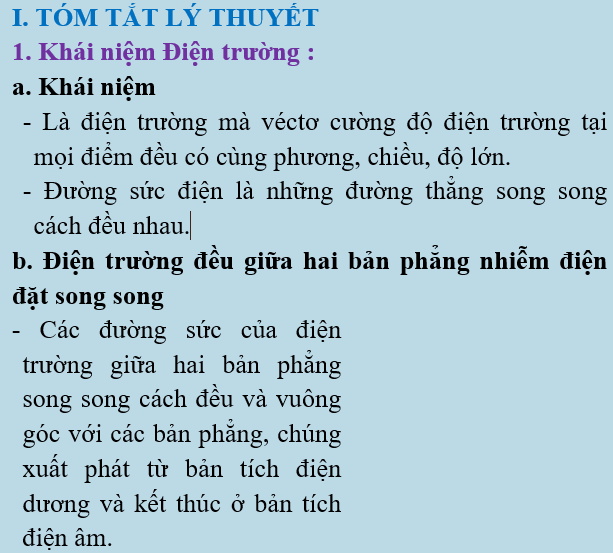 I. TÓM TẮT LÝ THUYẾT
1. Khái niệm Điện trường :
a. Khái niệm
- Là điện trường mà véctơ cường độ điện trường tại
mọi điểm đều có cùng phương, chiều, độ lớn.
- Đường sức điện là những đường thẳng song song
cách đều nhau.
b. Điện trường đều giữa hai bản phẳng nhiễm điện
đặt song song
- Các đường sức của điện
trường giữa hai bản phẳng
song song cách đều và vuông
góc với các bản phẳng, chúng
xuất phát từ bản tích điện
dương và kết thúc ở bản tích
điện âm.